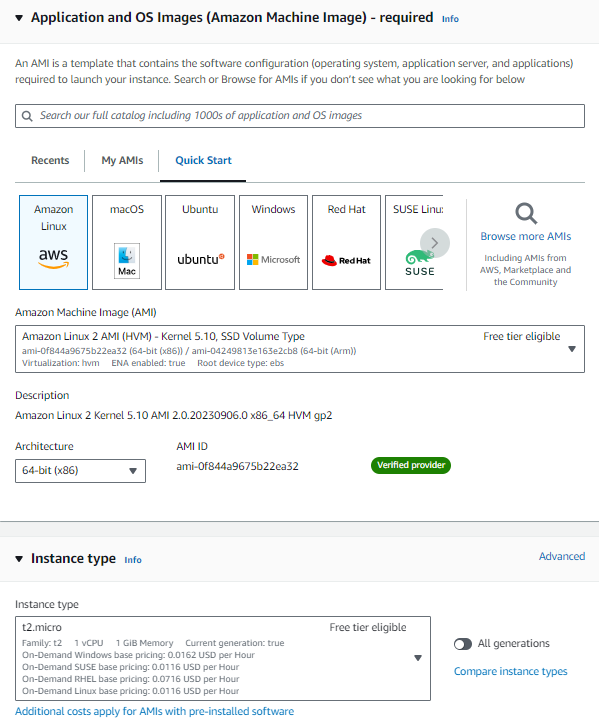 Application and OS Images (Amazon Machine Image) - required Info
An AMI is a template that contains the software configuration (operating system, application server, and applications)
required to launch your instance. Search or Browse for AMIs if you don't see what you are looking for below
Search our full catalog including 1000s of application and OS images
Recents My AMIs Quick Start
Amazon Linux
aws
macOS
Mac
Ubuntu
ubuntu
Windows
Microsoft
Red Hat
Red Hat
SUSE Linux
SUSE
Browse more AMIs
Including AMIs from
AWS, Marketplace and
the Community
Amazon Machine Image (AMI)
Amazon Linux 2 AMI (HVM) - Kernel 5.10, SSD Volume Type Free tier eligible
ami-0f844a9675b22ea32 (64-bit (x86)) / ami-04249813e163e2cb8 (64-bit (Arm))
Virtualization: hvm ENA enabled: true Root device type: ebs
Description
Amazon Linux 2 Kernel 5.10 AMI 2.0.20230906.0 x86_64 HVM gp2
Architecture AMI ID
64-bit (x86) ami-0f844a9675b22ea32 Verified provider
Instance type Info Advanced
Instance type
t2.micro Free tier eligible
Family: t2 1 vCPU 1 GiB Memory Current generation: true
On-Demand Windows base pricing: 0.0162 USD per Hour
On-Demand SUSE base pricing: 0.0116 USD per Hour
On-Demand RHEL base pricing: 0.0716 USD per Hour
On-Demand Linux base pricing: 0.0116 USD per Hour
All generations
Compare instance types
Additional costs apply for AMIs with pre-installed software